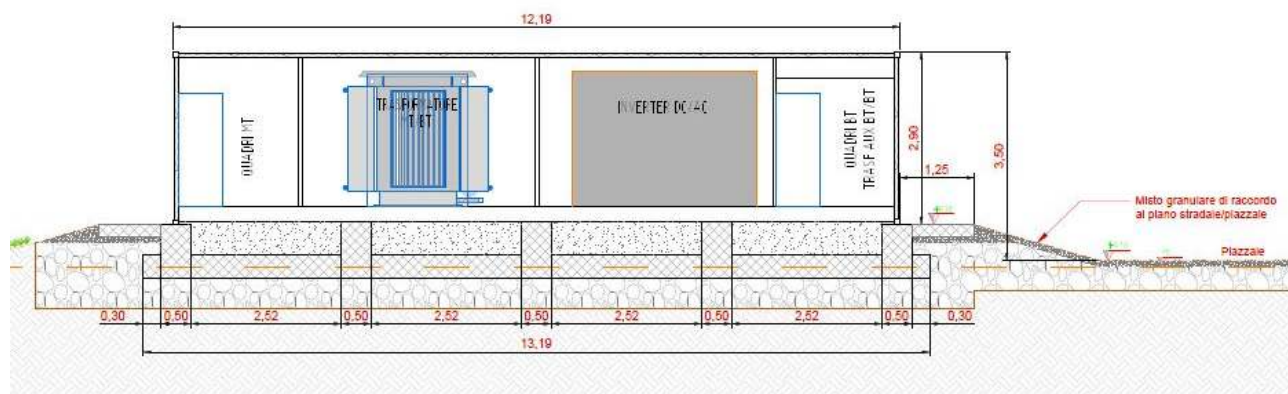 12,19
QUADRI MT
TRASFORMATORE
MT/BT
INVERTER DC/AC
QUADRI BT
TRASF AUX BT/BT
2,90
3,50
1,25
Misto granulare di raccordo
al piano stradale/piazzale
Piazzale
0,30
0,50
2,52
0,50
2,52
0,50
2,52
0,50
2,52
0,50
0,30
13,19